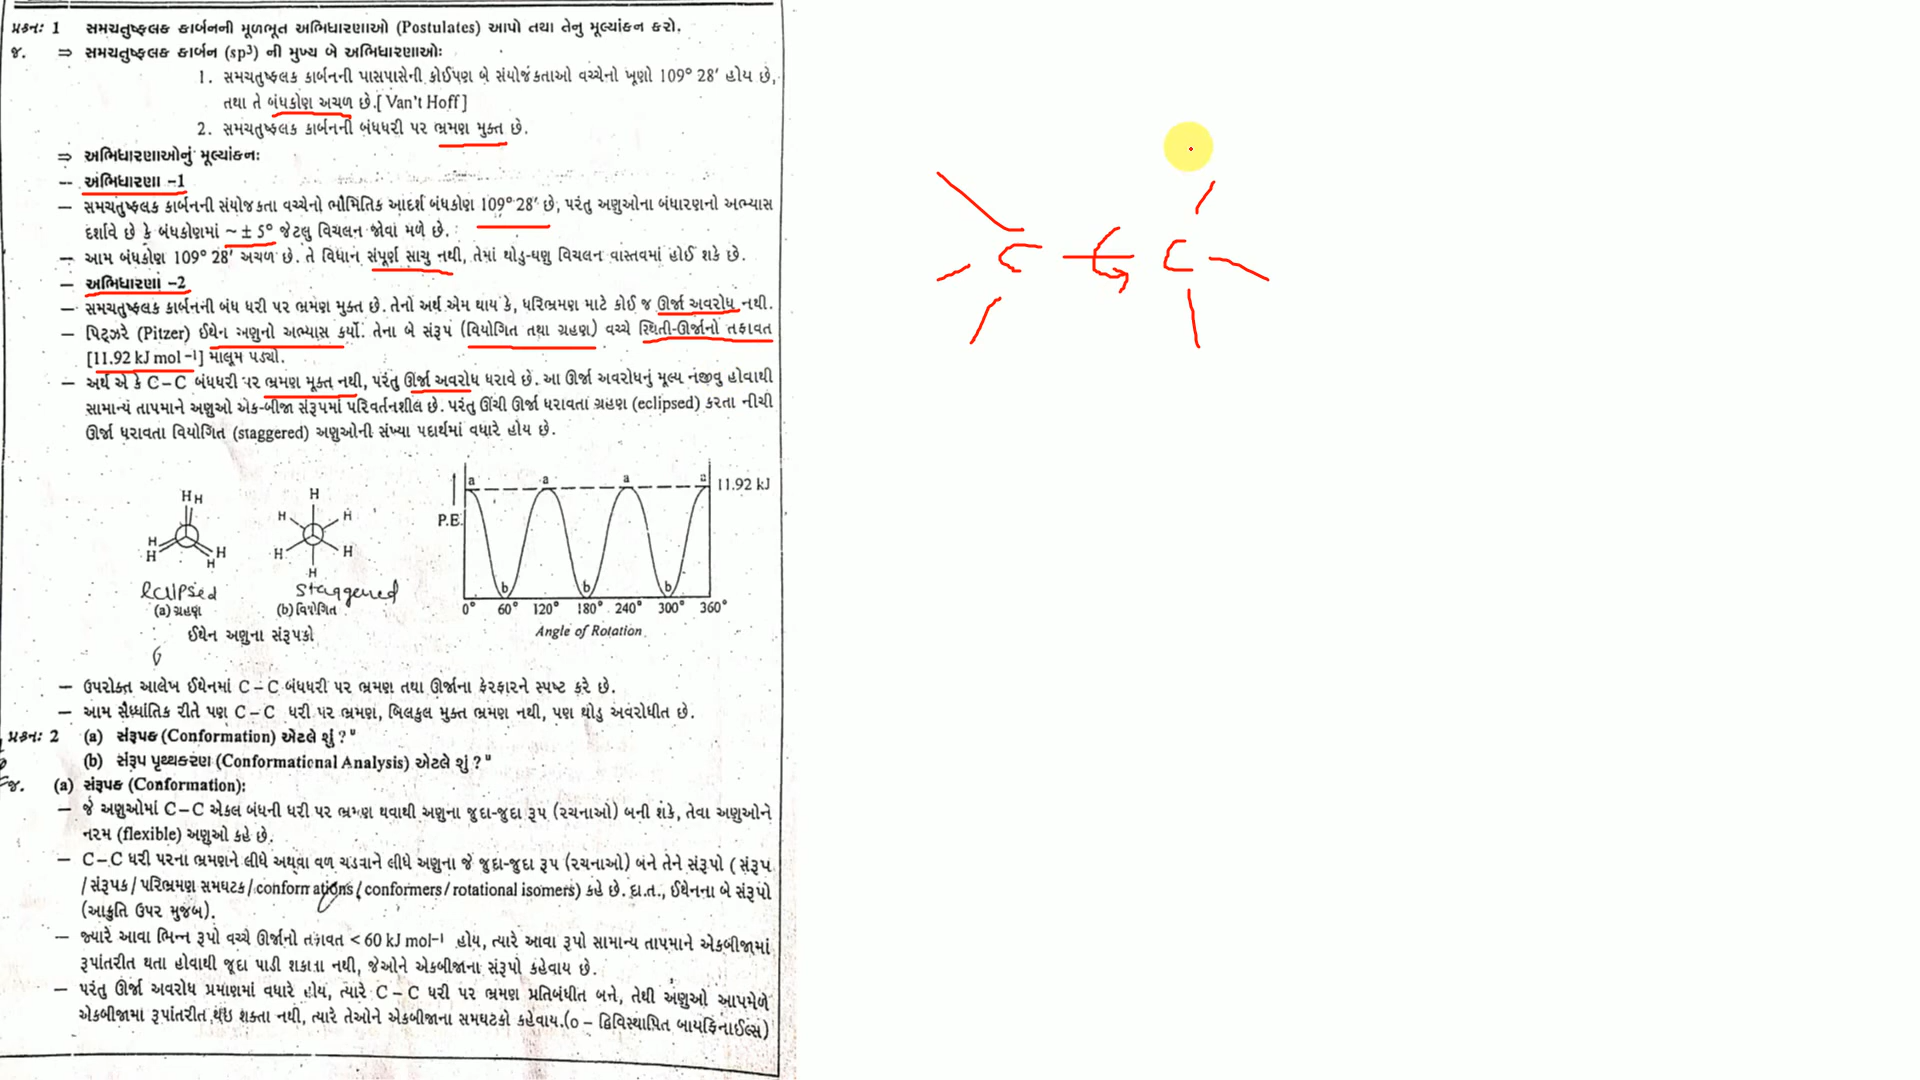 પ્રશ્નઃ 1 સમચતુષ્ફલક કાર્બનની મૂળભૂત અભિધારણાઓ (Postulates) આપો તથા તેનુ મૂલ્યાંકન કરો.
જ. ⇒ સમચતુષ્ફલક કાર્બન (sp³) ની મુખ્ય બે અભિધારણાઓઃ
1. સમચતુષ્ફલક કાર્બનની પાસપાસેની કોઈપણ બે સંયોજકતાઓ વચ્ચેનો ખૂણો 109° 28′ હોય છે,
તથા તે બંધકોણ અચળ છે.[ Van't Hoff ]
2. સમચતુષ્ફલક કાર્બનની બંધધરી પર ભ્રમણ મુક્ત છે.
⇒ અભિધારણાઓનું મૂલ્યાંકનઃ
– અભિધારણા –1
– સમચતુષ્ફલક કાર્બનની સંયોજકતા વચ્ચેનો ભૌમિતિક આદર્શ બંધકોણ 109° 28′ છે, પરંતુ અણુઓના બંધારણનો અભ્યાસ
દર્શાવે છે કે બંધકોણમાં ~ ± 5° જેટલુ વિચલન જોવા મળે છે.
– આમ બંધકોણ 109° 28′ અચળ છે. તે વિધાન સંપૂર્ણ સાચુ નથી, તેમાં થોડુ-ઘણુ વિચલન વાસ્તવમાં હોઈ શકે છે.
– અભિધારણા –2
– સમચતુષ્ફલક કાર્બનની બંધ ધરી પર ભ્રમણ મુક્ત છે. તેનો અર્થ એમ થાય કે, પરિભ્રમણ માટે કોઈ જ ઊર્જા અવરોધ નથી.
– પિટ્ઝરે (Pitzer) ઈથેન અણુનો અભ્યાસ કર્યો. તેના બે સંરૂપ (વિયોગિત તથા ગ્રહણ) વચ્ચે સ્થિતી-ઊર્જાનો તફાવત
[11.92 kJ mol⁻¹] માલૂમ પડ્યો.
– અર્થ એ કે C – C બંધધરી પર ભ્રમણ મૂક્ત નથી, પરંતુ ઊર્જા અવરોધ ધરાવે છે. આ ઊર્જા અવરોધનું મૂલ્ય નજીવુ હોવાથી
સામાન્ય તાપમાને અણુઓ એક-બીજા સંરૂપમાં પરિવર્તનશીલ છે. પરંતુ ઊંચી ઊર્જા ધરાવતા ગ્રહણ (eclipsed) કરતા નીચી
ઊર્જા ધરાવતા વિયોગિત (staggered) અણુઓની સંખ્યા પદાર્થમાં વધારે હોય છે.
H H
H
H
H
H
H
H
H
H
H
H
H
eclipsed
(a) ગ્રહણ
staggered
(b) વિયોગિત
ઈથેન અણુના સંરૂપકો
P.E.
a a a a 11.92 kJ
b b b
0° 60° 120° 180° 240° 300° 360°
Angle of Rotation
C C
– ઉપરોક્ત આલેખ ઈથેનમાં C – C બંધધરી પર ભ્રમણ તથા ઊર્જાના ફેરફારને સ્પષ્ટ કરે છે.
– આમ સૈધ્ધાંતિક રીતે પણ C – C ધરી પર ભ્રમણ, બિલકુલ મુક્ત ભ્રમણ નથી, પણ થોડુ અવરોધીત છે.
પ્રશ્નઃ 2 (a) સંરૂપક (Conformation) એટલે શું ?
(b) સંરૂપ પૃથ્થકરણ (Conformational Analysis) એટલે શું ?
જ. (a) સંરૂપક (Conformation):
– જે અણુઓમાં C – C એકલ બંધની ધરી પર ભ્રમણ થવાથી અણુના જુદા-જુદા રૂપ (રચનાઓ) બની શકે, તેવા અણુઓને
નરમ (flexible) અણુઓ કહે છે.
– C – C ધરી પરના ભ્રમણને લીધે અથવા વળ ચડવાને લીધે અણુના જે જુદા-જુદા રૂપ (રચનાઓ) બને તેને સંરૂપો ( સંરૂપ
/ સંરૂપક / પરિભ્રમણ સમઘટક / conformations / conformers / rotational isomers) કહે છે. દા.ત., ઈથેનના બે સંરૂપો
(આકૃતિ ઉપર મુજબ).
– જ્યારે આવા ભિન્ન રૂપો વચ્ચે ઊર્જાનો તફાવત < 60 kJ mol⁻¹ હોય, ત્યારે આવા રૂપો સામાન્ય તાપમાને એકબીજામાં
રૂપાંતરીત થતા હોવાથી જૂદા પાડી શકાતા નથી, જેઓને એકબીજાના સંરૂપો કહેવાય છે.
– પરંતુ ઊર્જા અવરોધ પ્રમાણમાં વધારે હોય, ત્યારે C – C ધરી પર ભ્રમણ પ્રતિબંધીત બને, તેથી અણુઓ આપમેળે
એકબીજામાં રૂપાંતરીત થઇ શક્તા નથી, ત્યારે તેઓને એકબીજાના સમઘટકો કહેવાય.(o – દ્વિવિસ્થાપિત બાયફિનાઈલ્સ)